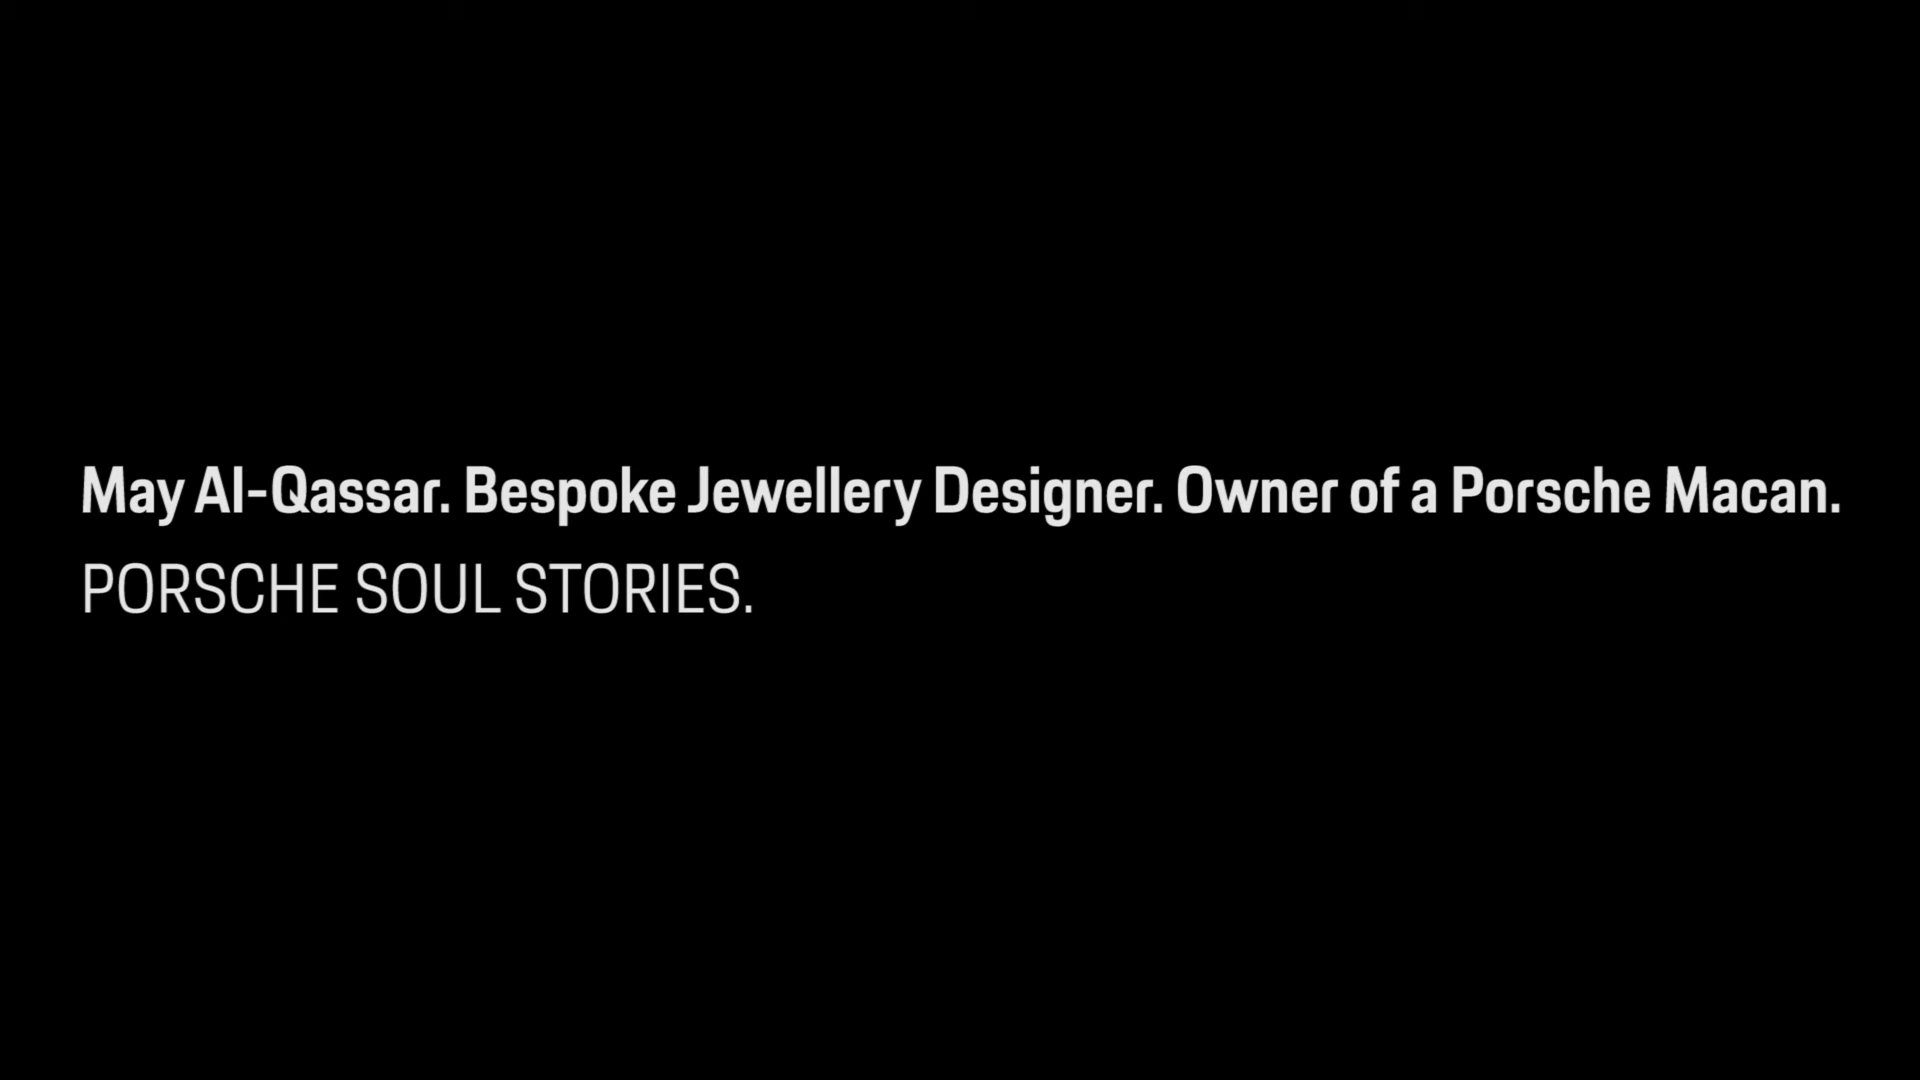 May Al-Qassar. Bespoke Jewellery Designer. Owner of a Porsche Macan.
PORSCHE SOUL STORIES.